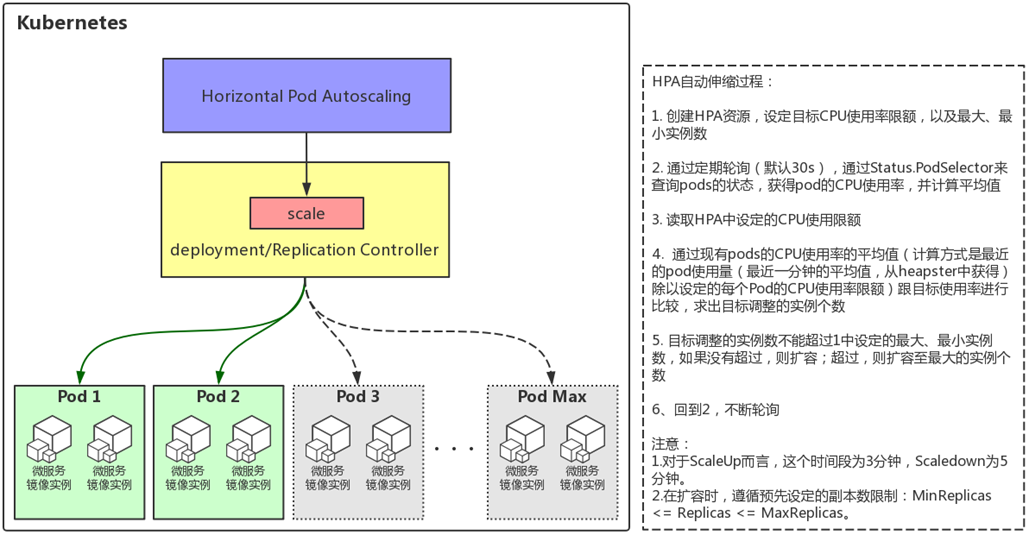 Kubernetes
Horizontal Pod Autoscaling
scale
deployment/Replication Controller
Pod 1
Pod 2
Pod 3
Pod Max
微服务
镜像实例
微服务
镜像实例
微服务
镜像实例
微服务
镜像实例
微服务
镜像实例
微服务
镜像实例
. . .
微服务
镜像实例
微服务
镜像实例
HPA自动伸缩过程：
1. 创建HPA资源，设定目标CPU使用率限额，以及最大、最
小实例数
2. 通过定期轮询（默认30s），通过Status.PodSelector来
查询pods的状态，获得pod的CPU使用率，并计算平均值
3. 读取HPA中设定的CPU使用限额
4. 通过现有pods的CPU使用率的平均值（计算方式是最近
的pod使用量（最近一分钟的平均值，从heapster中获得）
除以设定的每个Pod的CPU使用率限额）跟目标使用率进行
比较，求出目标调整的实例个数
5. 目标调整的实例数不能超过1中设定的最大、最小实例
数，如果没有超过，则扩容；超过，则扩容至最大的实例个
数
6、回到2，不断轮询
注意：
1.对于ScaleUp而言，这个时间段为3分钟，Scaledown为5
分钟。
2.在扩容时，遵循预先设定的副本数限制：MinReplicas
<= Replicas <= MaxReplicas。